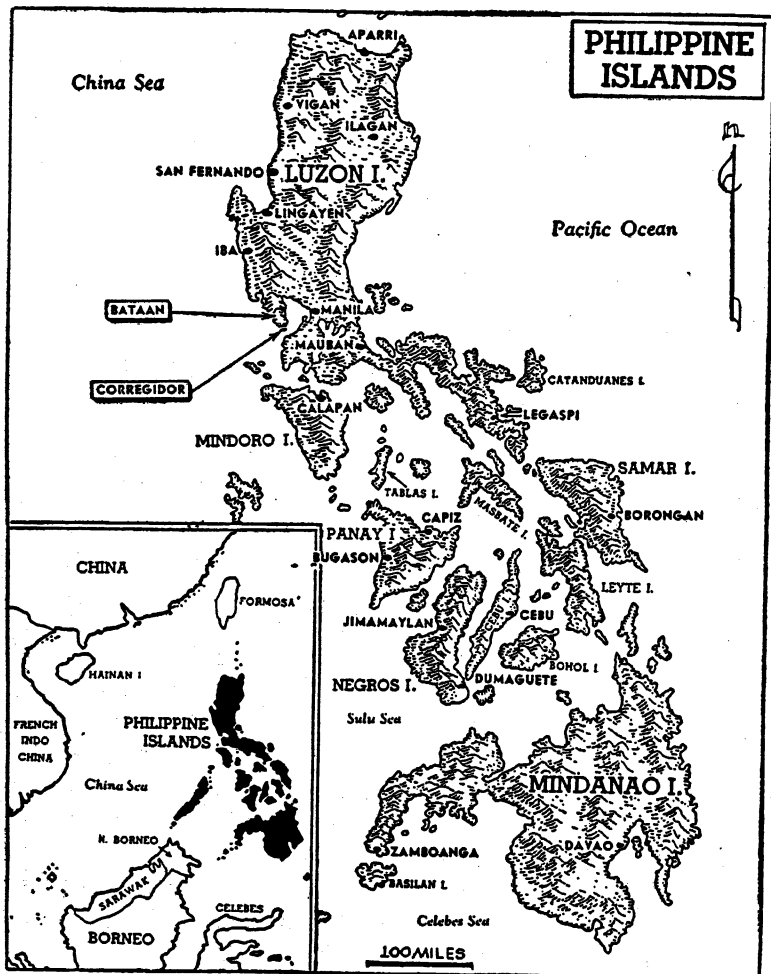 APARRI
PHILIPPINE
ISLANDS
China Sea
VIGAN
ILAGAN
n
SAN FERNANDO
LUZON I.
LINGAYEN
Pacific Ocean
IBA
BATAAN
MANILA
MAUBAN
CATANDUANES I.
CORREGIDOR
CALAPAN
LEGASPI
MINDORO I.
SAMAR I.
TABLAS I.
MASBATE I.
CAPIZ
BORONGAN
PANAY I
BUGASON
LEYTE I.
JIMAMAYLAN
CEBU
BOHOL I
NEGROS I.
DUMAGUETE
Sulu Sea
MINDANAO I.
ZAMBOANGA
DAVAO
BASILAN I.
Celebes Sea
100 MILES
CHINA
FORMOSA
HAINAN I
PHILIPPINE
ISLANDS
FRENCH
INDO
CHINA
China Sea
N. BORNEO
SARAWAK
CELEBES
BORNEO